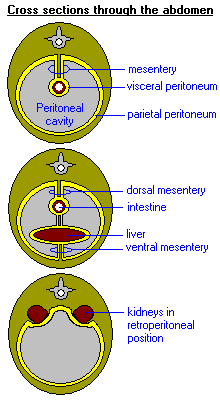 Cross sections through the abdomen
mesentery
visceral peritoneum
Peritoneal
cavity
parietal peritoneum
dorsal mesentery
intestine
liver
ventral mesentery
kidneys in
retroperitoneal
position